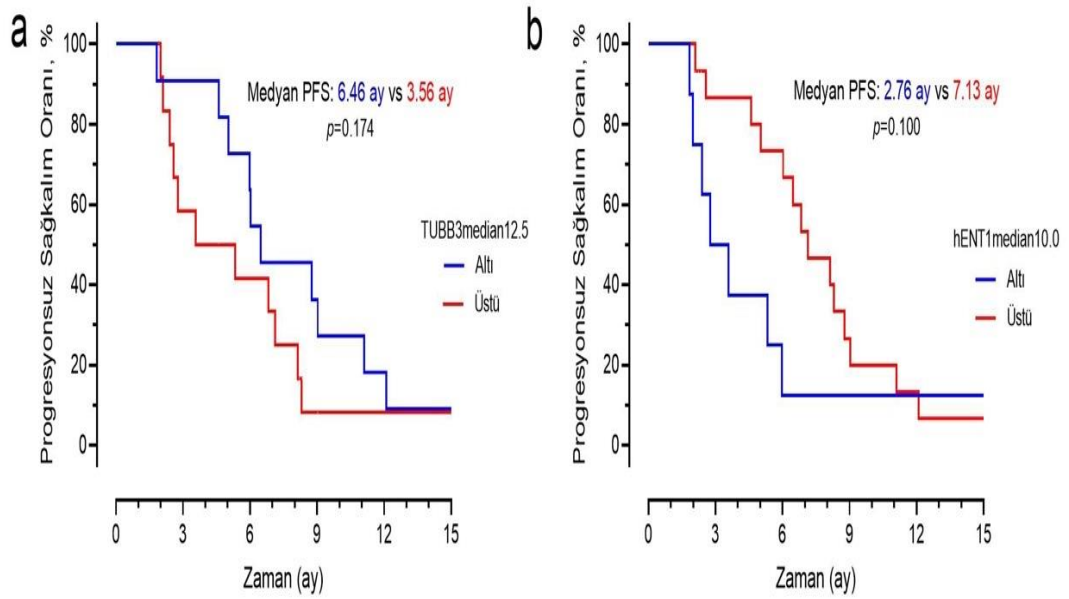 a
Progresyonsuz Sağkalım Oranı, %
100
80
60
40
20
0
Medyan PFS: 6.46 ay vs 3.56 ay
p=0.174
TUBB3median12.5
Altı
Üstü
0 3 6 9 12 15
Zaman (ay)
b
Progresyonsuz Sağkalım Oranı, %
100
80
60
40
20
0
Medyan PFS: 2.76 ay vs 7.13 ay
p=0.100
hENT1median10.0
Altı
Üstü
0 3 6 9 12 15
Zaman (ay)